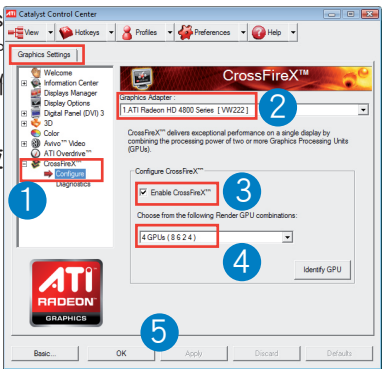 ATI Catalyst Control Center
View Hotkeys Profiles Preferences Help
Graphics Settings
Welcome
Information Center
Displays Manager
Display Options
Digital Panel (DVI) 3
3D
Color
Avivo™ Video
ATI Overdrive™
CrossFireX™
Configure
Diagnostics
1
CrossFireX™
Graphics Adapter :
1. ATI Radeon HD 4800 Series [ VW222 ]
2
CrossFireX™ delivers exceptional performance on a single display by
combining the processing power of two or more Graphics Processing Units
(GPUs).
Configure CrossFireX™
Enable CrossFireX™
3
Choose from the following Render GPU combinations:
4 GPUs ( 8 6 2 4 )
4
Identify GPU
ATI
RADEON
GRAPHICS
5
Basic... OK Apply Discard Defaults